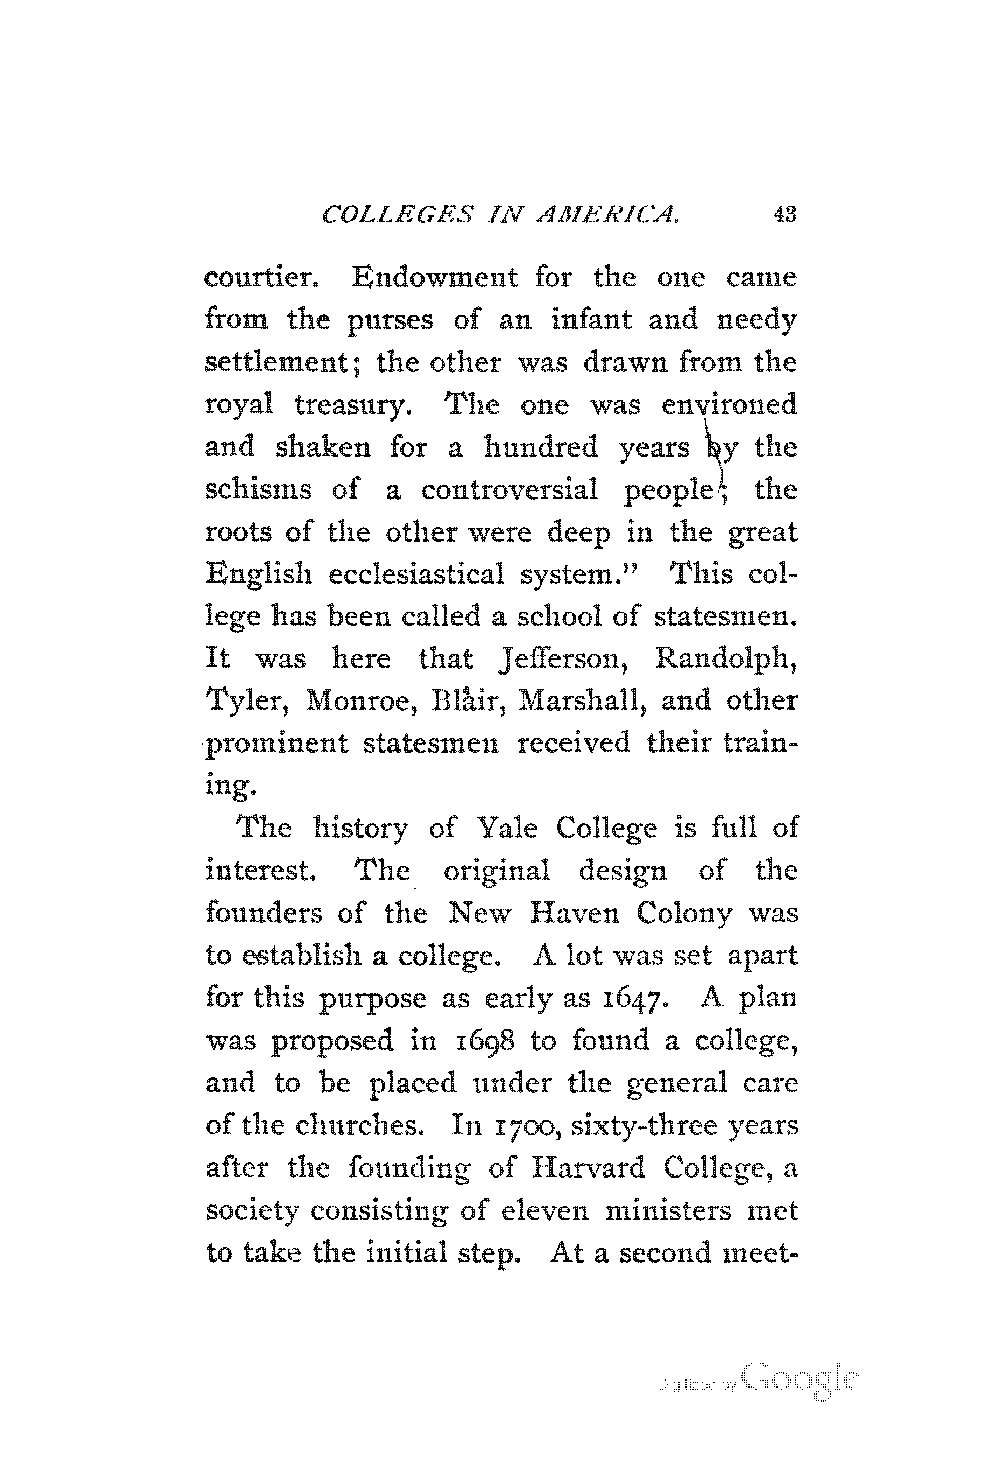 COLLEGES IN AMERICA. 43
courtier. Endowment for the one came
from the purses of an infant and needy
settlement; the other was drawn from the
royal treasury. The one was environed
and shaken for a hundred years by the
schisms of a controversial people; the
roots of the other were deep in the great
English ecclesiastical system." This col-
lege has been called a school of statesmen.
It was here that Jefferson, Randolph,
Tyler, Monroe, Blair, Marshall, and other
prominent statesmen received their train-
ing.
The history of Yale College is full of
interest. The original design of the
founders of the New Haven Colony was
to establish a college. A lot was set apart
for this purpose as early as 1647. A plan
was proposed in 1698 to found a college,
and to be placed under the general care
of the churches. In 1700, sixty-three years
after the founding of Harvard College, a
society consisting of eleven ministers met
to take the initial step. At a second meet-
Digitized by Google